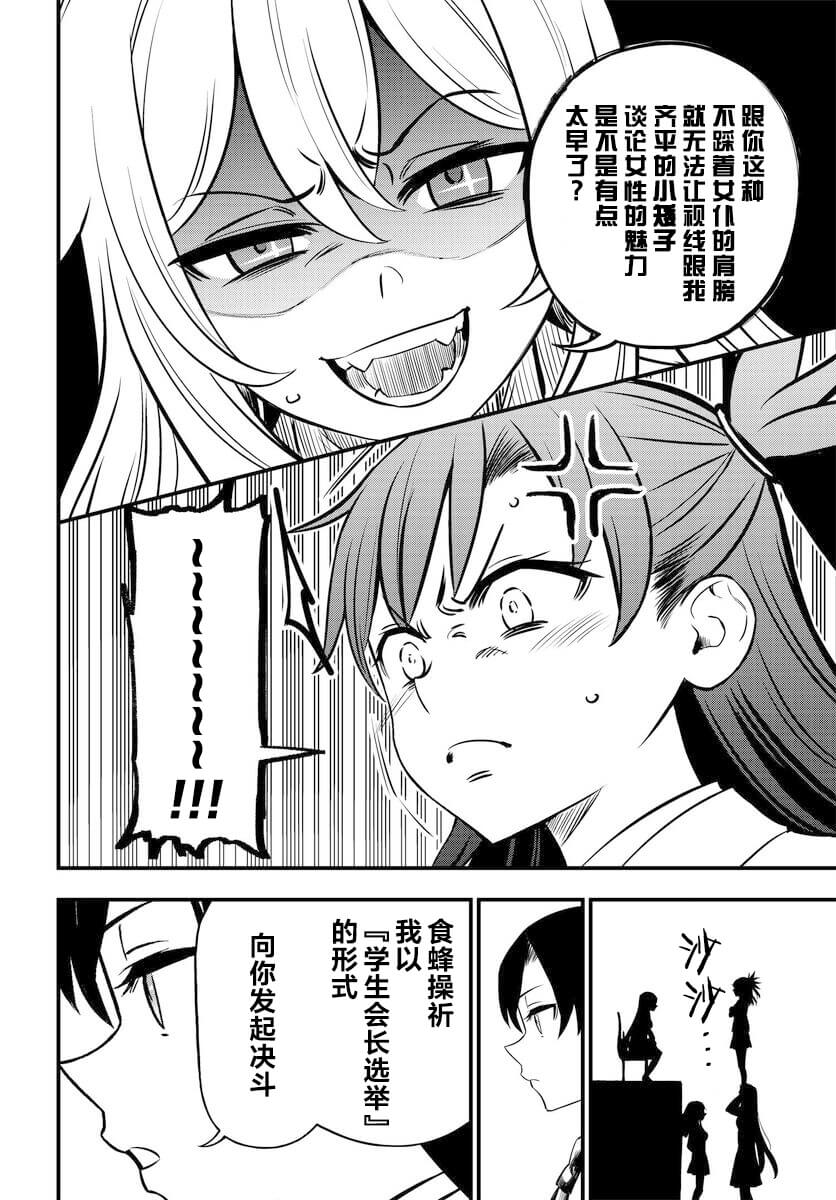 跟你这种
不踩着女仆的肩膀
就无法让视线跟我
齐平的小矮子
谈论女性的魅力
是不是有点
太早了？
~~~~~~~~~!!!
沙沙…
食蜂操祈
我以
『学生会长选举』
的形式
向你发起决斗